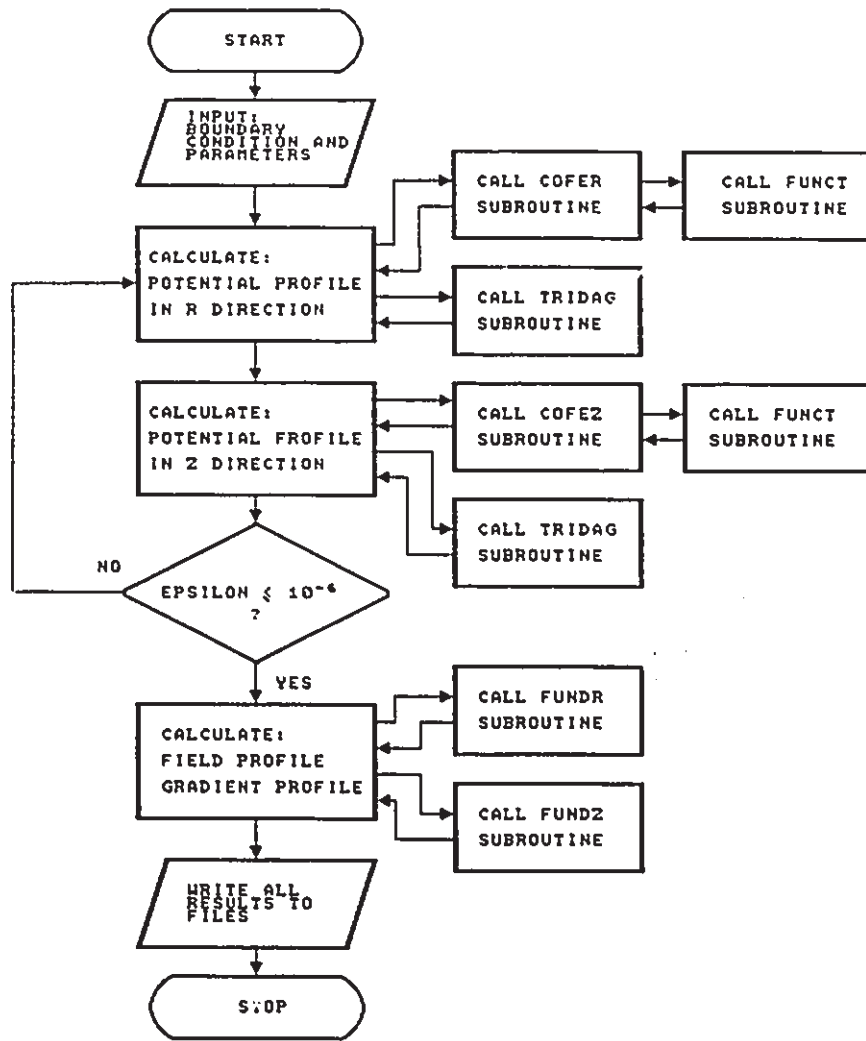 START
INPUT:
BOUNDARY
CONDITION AND
PARAMETERS
CALL COFER
SUBROUTINE
CALL FUNCT
SUBROUTINE
CALCULATE:
POTENTIAL PROFILE
IN R DIRECTION
CALL TRIDAG
SUBROUTINE
CALCULATE:
POTENTIAL FROFILE
IN Z DIRECTION
CALL COFEZ
SUBROUTINE
CALL FUNCT
SUBROUTINE
CALL TRIDAG
SUBROUTINE
NO
EPSILON ≤ 10⁻⁶
?
YES
CALCULATE:
FIELD PROFILE
GRADIENT PROFILE
CALL FUNDR
SUBROUTINE
CALL FUNDZ
SUBROUTINE
WRITE ALL
RESULTS TO
FILES
STOP